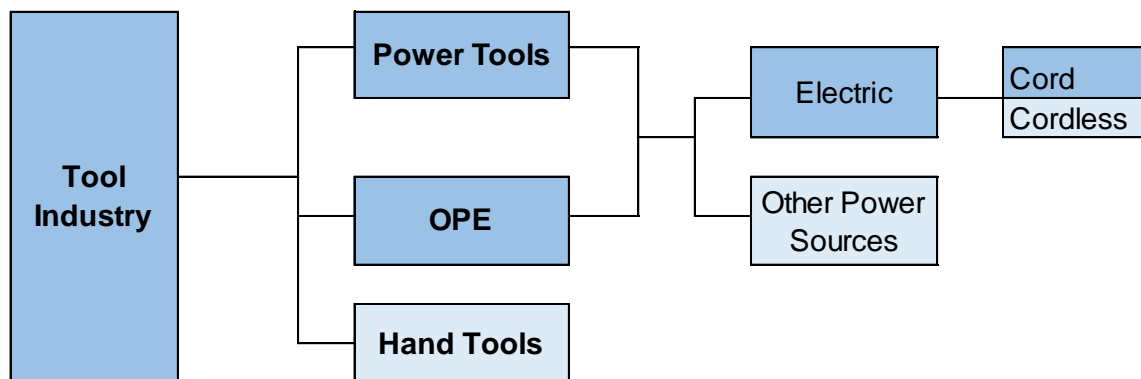 Tool
Industry
Power Tools
OPE
Hand Tools
Electric
Other Power
Sources
Cord
Cordless